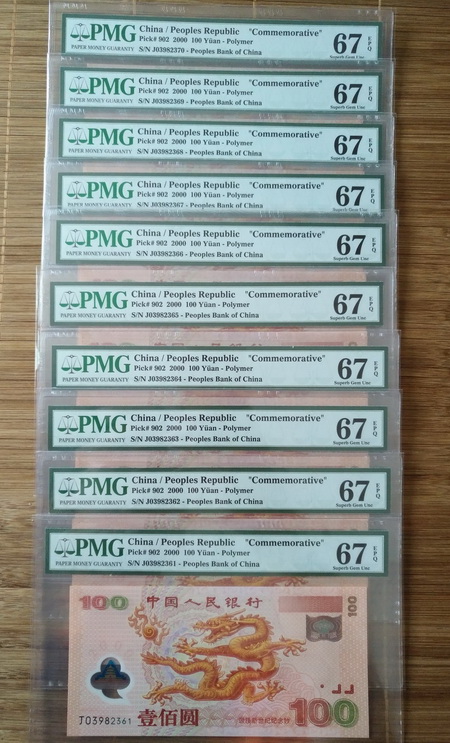 PMG China / Peoples Republic "Commemorative" 67 EPQ
Pick# 902 2000 100 Yüan - Polymer
PAPER MONEY GUARANTY S/N J03982370 - Peoples Bank of China Superb Gem Unc
PMG China / Peoples Republic "Commemorative" 67 EPQ
Pick# 902 2000 100 Yüan - Polymer
PAPER MONEY GUARANTY S/N J03982369 - Peoples Bank of China Superb Gem Unc
PMG China / Peoples Republic "Commemorative" 67 EPQ
Pick# 902 2000 100 Yüan - Polymer
PAPER MONEY GUARANTY S/N J03982368 - Peoples Bank of China Superb Gem Unc
PMG China / Peoples Republic "Commemorative" 67 EPQ
Pick# 902 2000 100 Yüan - Polymer
PAPER MONEY GUARANTY S/N J03982367 - Peoples Bank of China Superb Gem Unc
PMG China / Peoples Republic "Commemorative" 67 EPQ
Pick# 902 2000 100 Yüan - Polymer
PAPER MONEY GUARANTY S/N J03982366 - Peoples Bank of China Superb Gem Unc
PMG China / Peoples Republic "Commemorative" 67 EPQ
Pick# 902 2000 100 Yüan - Polymer
PAPER MONEY GUARANTY S/N J03982365 - Peoples Bank of China Superb Gem Unc
PMG China / Peoples Republic "Commemorative" 67 EPQ
Pick# 902 2000 100 Yüan - Polymer
PAPER MONEY GUARANTY S/N J03982364 - Peoples Bank of China Superb Gem Unc
PMG China / Peoples Republic "Commemorative" 67 EPQ
Pick# 902 2000 100 Yüan - Polymer
PAPER MONEY GUARANTY S/N J03982363 - Peoples Bank of China Superb Gem Unc
PMG China / Peoples Republic "Commemorative" 67 EPQ
Pick# 902 2000 100 Yüan - Polymer
PAPER MONEY GUARANTY S/N J03982362 - Peoples Bank of China Superb Gem Unc
PMG China / Peoples Republic "Commemorative" 67 EPQ
Pick# 902 2000 100 Yüan - Polymer
PAPER MONEY GUARANTY S/N J03982361 - Peoples Bank of China Superb Gem Unc
100 中国人民银行 100
J03982361 壹佰圆 迎接新世纪纪念钞 100